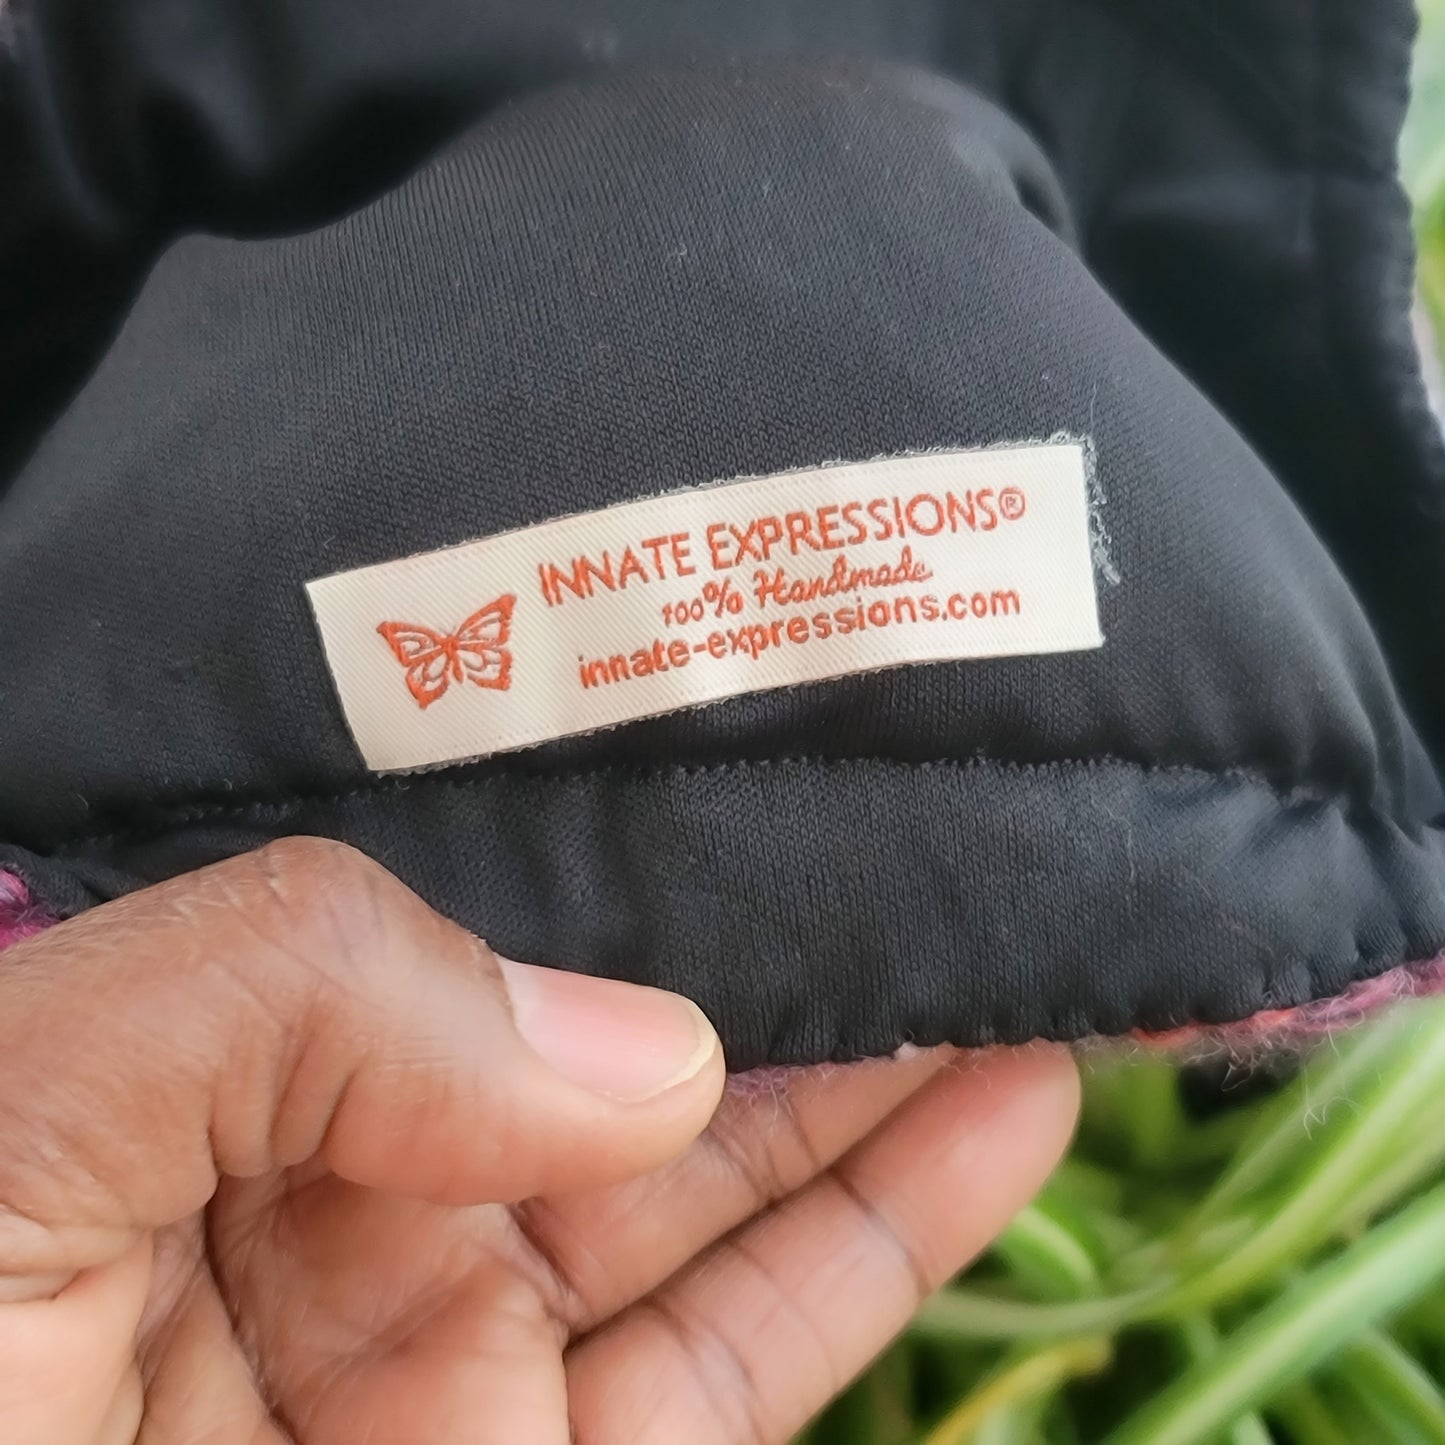 INNATE EXPRESSIONS®
100% Handmade
innate-expressions.com